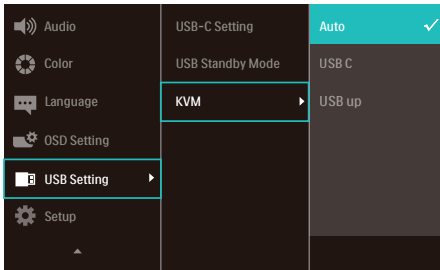 Audio
Color
Language
OSD Setting
USB Setting
Setup
USB-C Setting
USB Standby Mode
KVM
Auto
USB C
USB up